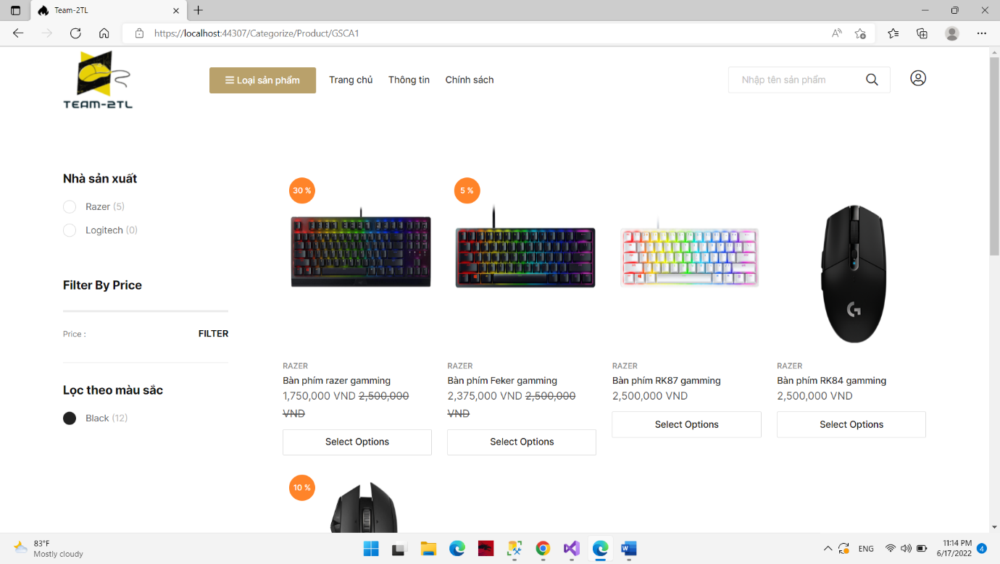 Team-2TL
https://localhost:44307/Categorize/Product/GSCA1
TEAM-2TL
Loại sản phẩm
Trang chủ
Thông tin
Chính sách
Nhập tên sản phẩm
Nhà sản xuất
Razer (5)
Logitech (0)
Filter By Price
Price :
FILTER
Lọc theo màu sắc
Black (12)
30 %
RAZER
Bàn phím razer gamming
1,750,000 VND 2,500,000
VND
Select Options
5 %
RAZER
Bàn phím Feker gamming
2,375,000 VND 2,500,000
VND
Select Options
RAZER
Bàn phím RK87 gamming
2,500,000 VND
Select Options
G
RAZER
Bàn phím RK84 gamming
2,500,000 VND
Select Options
10 %
83°F
Mostly cloudy
ENG
11:14 PM
6/17/2022
4